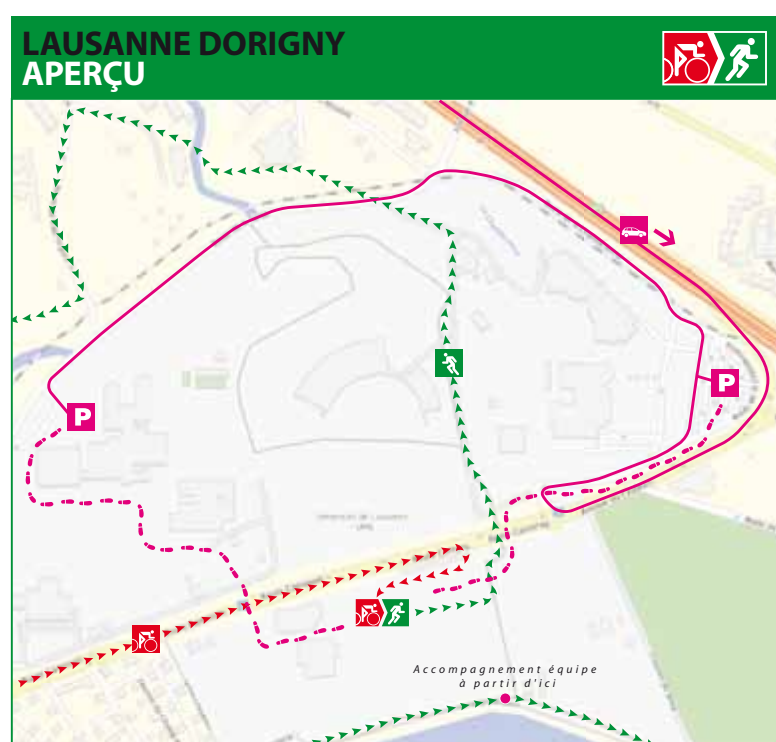 LAUSANNE DORIGNY
APERÇU
P
P
Accompagnement équipe
à partir d'ici